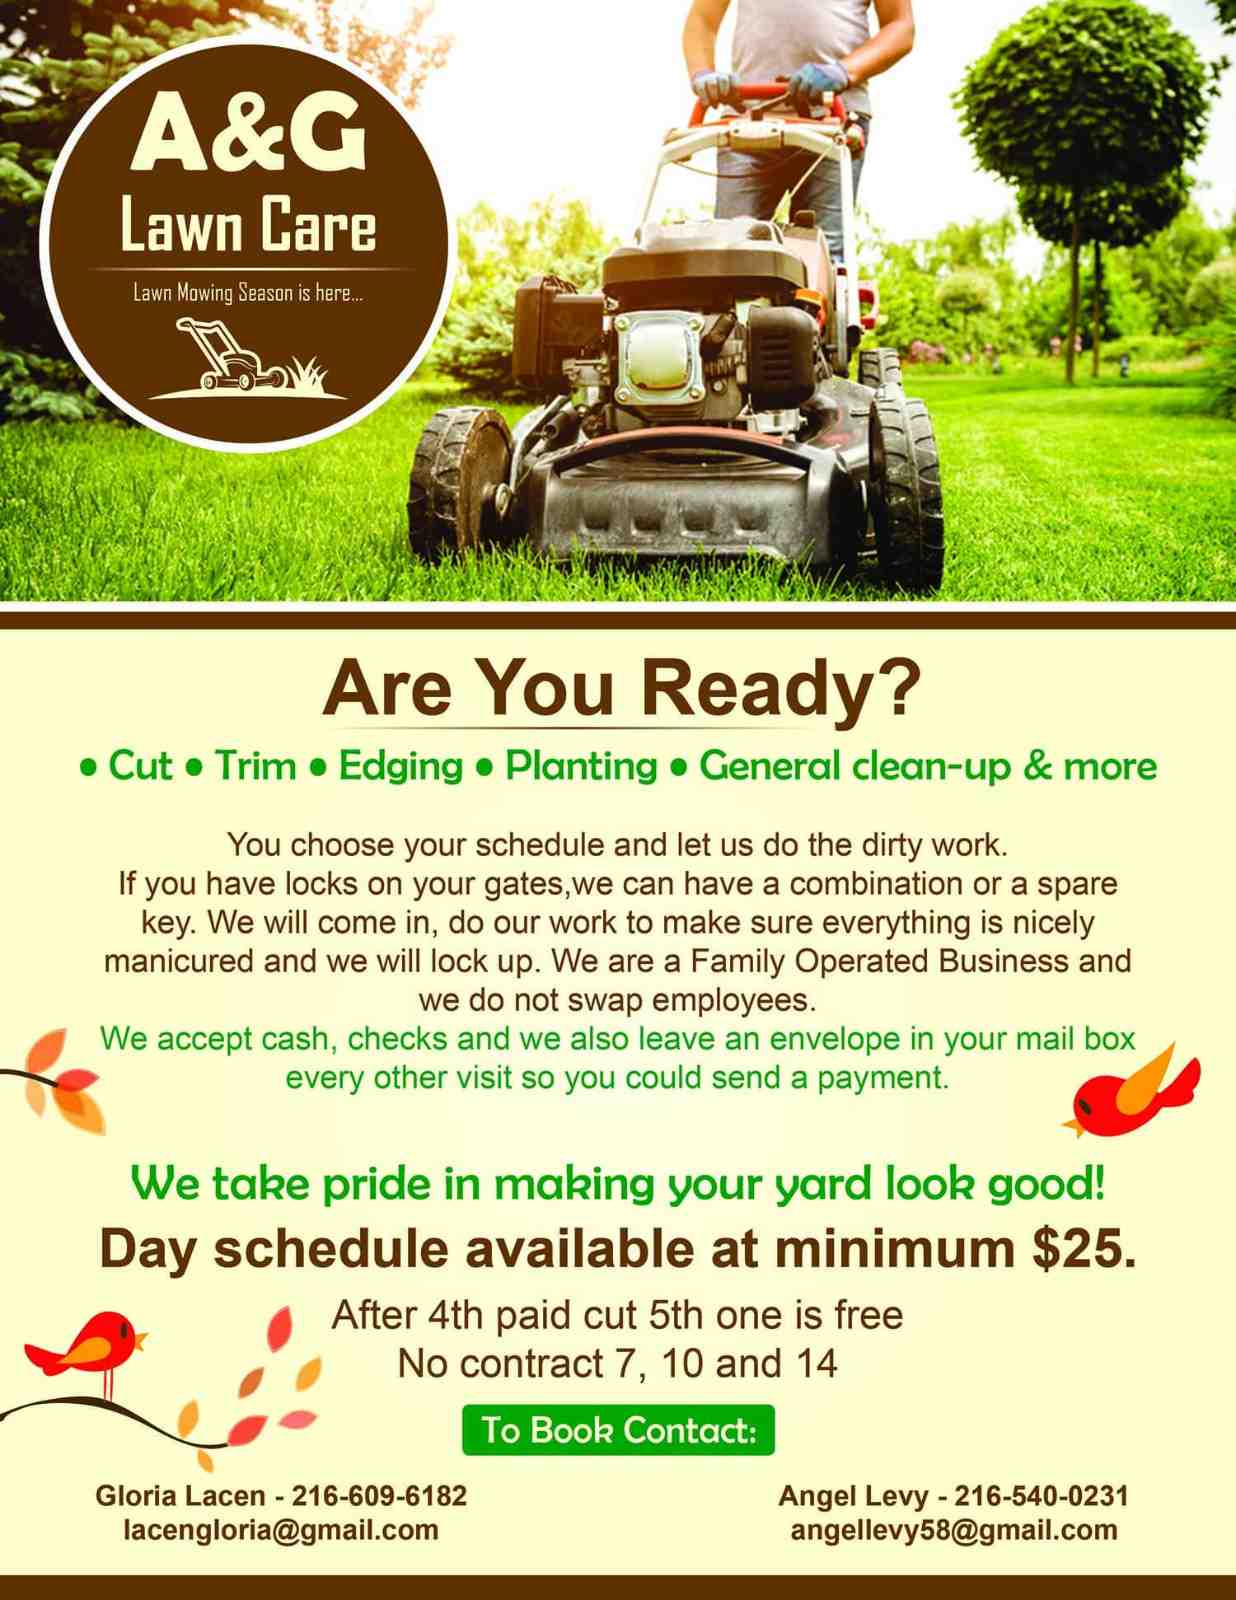 A&G
Lawn Care
Lawn Mowing Season is here...
Are You Ready?
• Cut • Trim • Edging • Planting • General clean-up & more
You choose your schedule and let us do the dirty work.
If you have locks on your gates,we can have a combination or a spare
key. We will come in, do our work to make sure everything is nicely
manicured and we will lock up. We are a Family Operated Business and
we do not swap employees.
We accept cash, checks and we also leave an envelope in your mail box
every other visit so you could send a payment.
We take pride in making your yard look good!
Day schedule available at minimum $25.
After 4th paid cut 5th one is free
No contract 7, 10 and 14
To Book Contact:
Gloria Lacen - 216-609-6182
lacengloria@gmail.com
Angel Levy - 216-540-0231
angellevy58@gmail.com